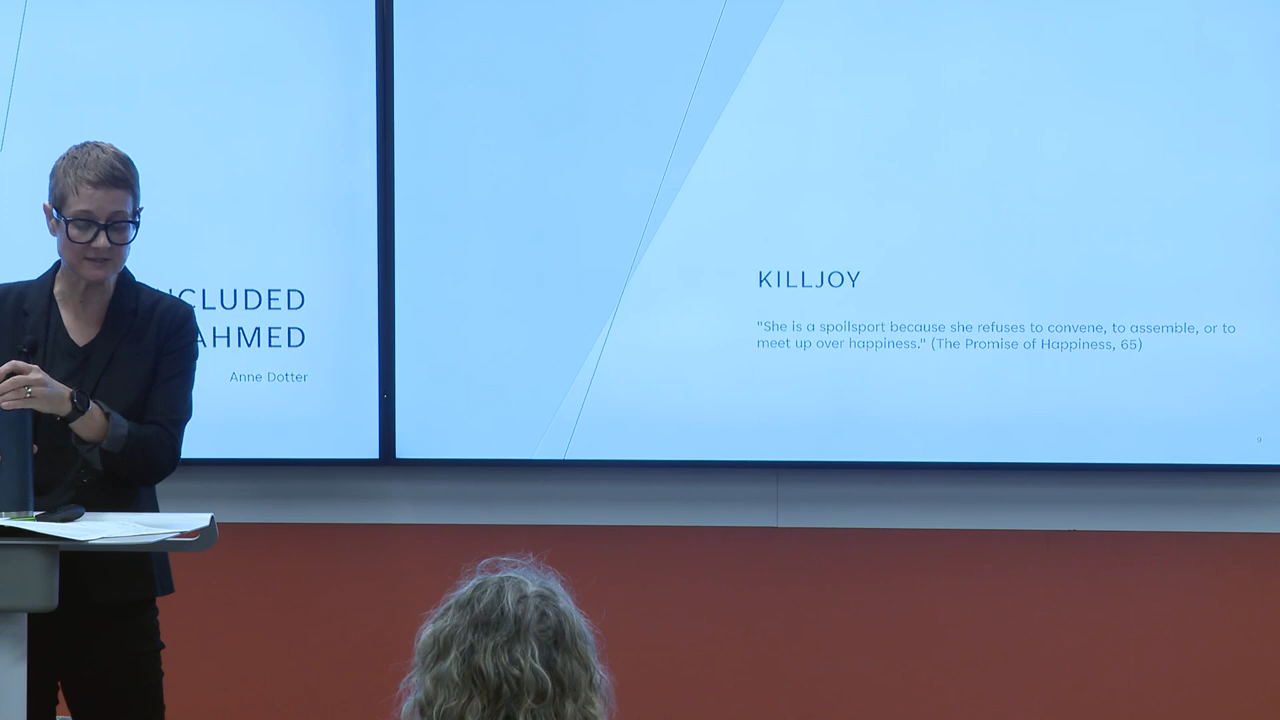 CLUDED
AHMED
Anne Dotter
KILLJOY
"She is a spoilsport because she refuses to convene, to assemble, or to
meet up over happiness." (The Promise of Happiness, 65)
9